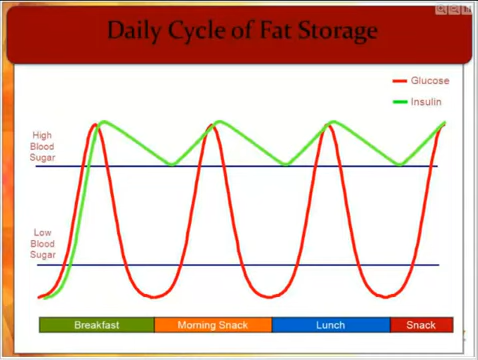 Daily Cycle of Fat Storage
Glucose
Insulin
High
Blood
Sugar
Low
Blood
Sugar
Breakfast
Morning Snack
Lunch
Snack